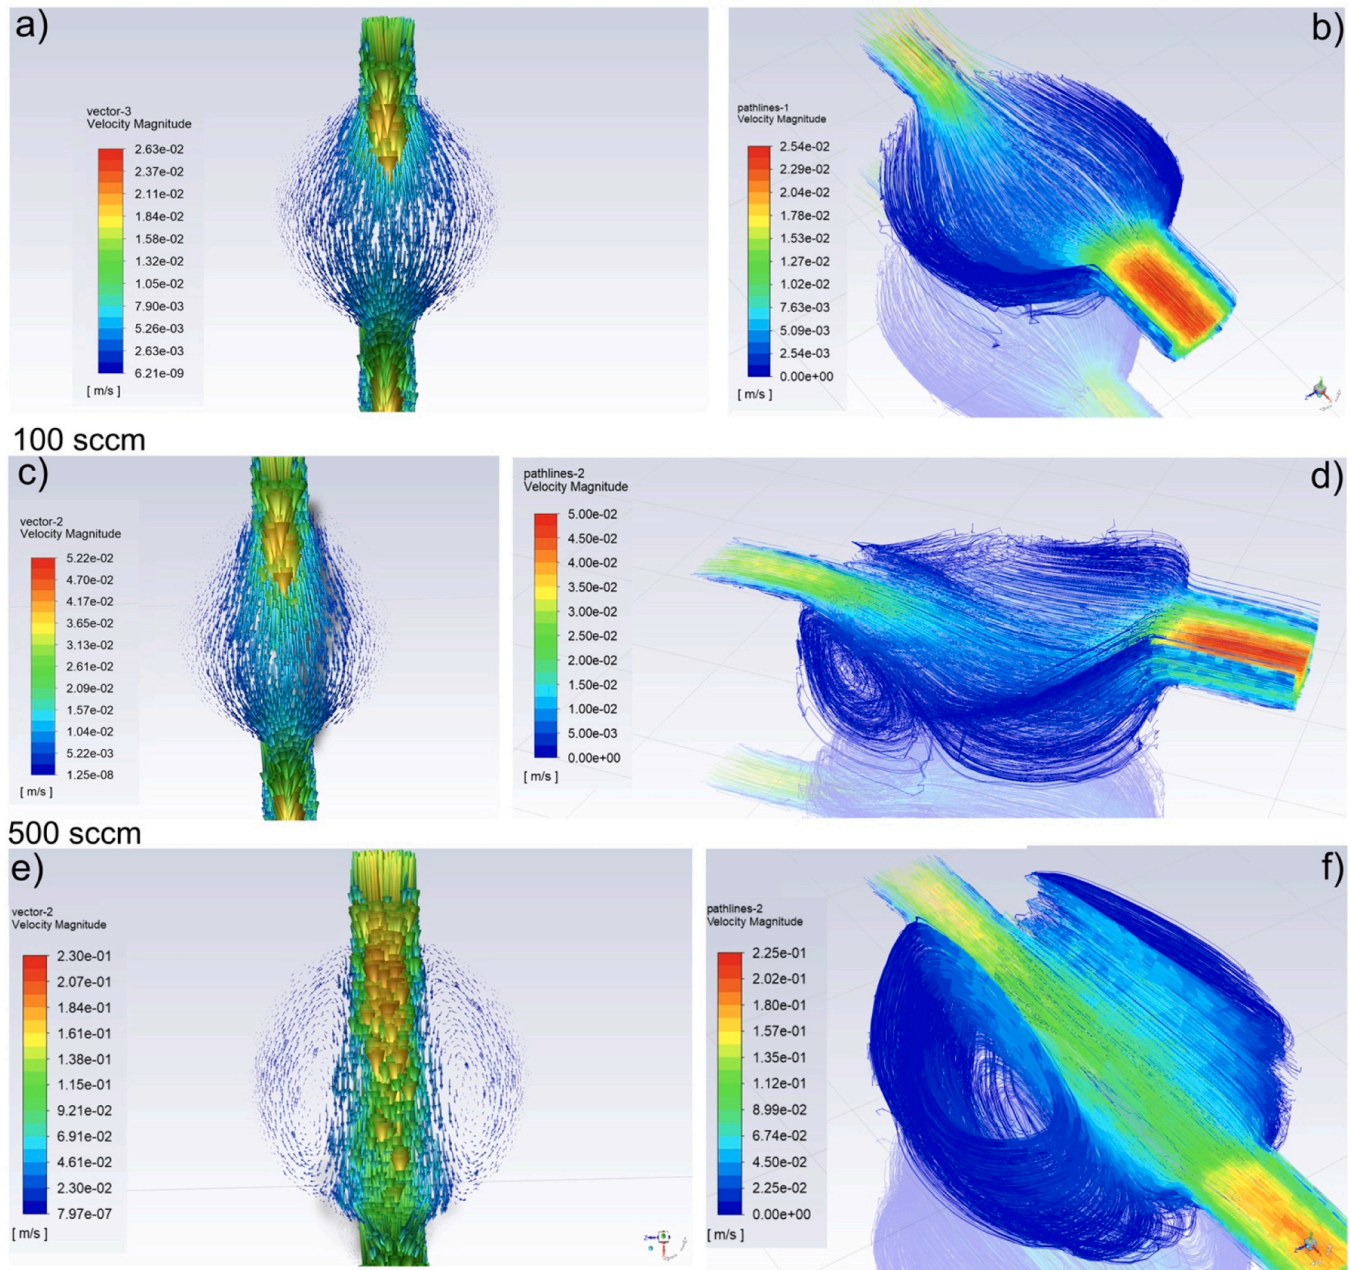 a)
vector-3
Velocity Magnitude
2.63e-02
2.37e-02
2.11e-02
1.84e-02
1.58e-02
1.32e-02
1.05e-02
7.90e-03
5.26e-03
2.63e-03
6.21e-09
[ m/s ]
b)
pathlines-1
Velocity Magnitude
2.54e-02
2.29e-02
2.04e-02
1.78e-02
1.53e-02
1.27e-02
1.02e-02
7.63e-03
5.09e-03
2.54e-03
0.00e+00
[ m/s ]
100 sccm
c)
vector-2
Velocity Magnitude
5.22e-02
4.70e-02
4.17e-02
3.65e-02
3.13e-02
2.61e-02
2.09e-02
1.57e-02
1.04e-02
5.22e-03
1.25e-08
[ m/s ]
d)
pathlines-2
Velocity Magnitude
5.00e-02
4.50e-02
4.00e-02
3.50e-02
3.00e-02
2.50e-02
2.00e-02
1.50e-02
1.00e-02
5.00e-03
0.00e+00
[ m/s ]
500 sccm
e)
vector-2
Velocity Magnitude
2.30e-01
2.07e-01
1.84e-01
1.61e-01
1.38e-01
1.15e-01
9.21e-02
6.91e-02
4.61e-02
2.30e-02
7.97e-07
[ m/s ]
f)
pathlines-2
Velocity Magnitude
2.25e-01
2.02e-01
1.80e-01
1.57e-01
1.35e-01
1.12e-01
8.99e-02
6.74e-02
4.50e-02
2.25e-02
0.00e+00
[ m/s ]